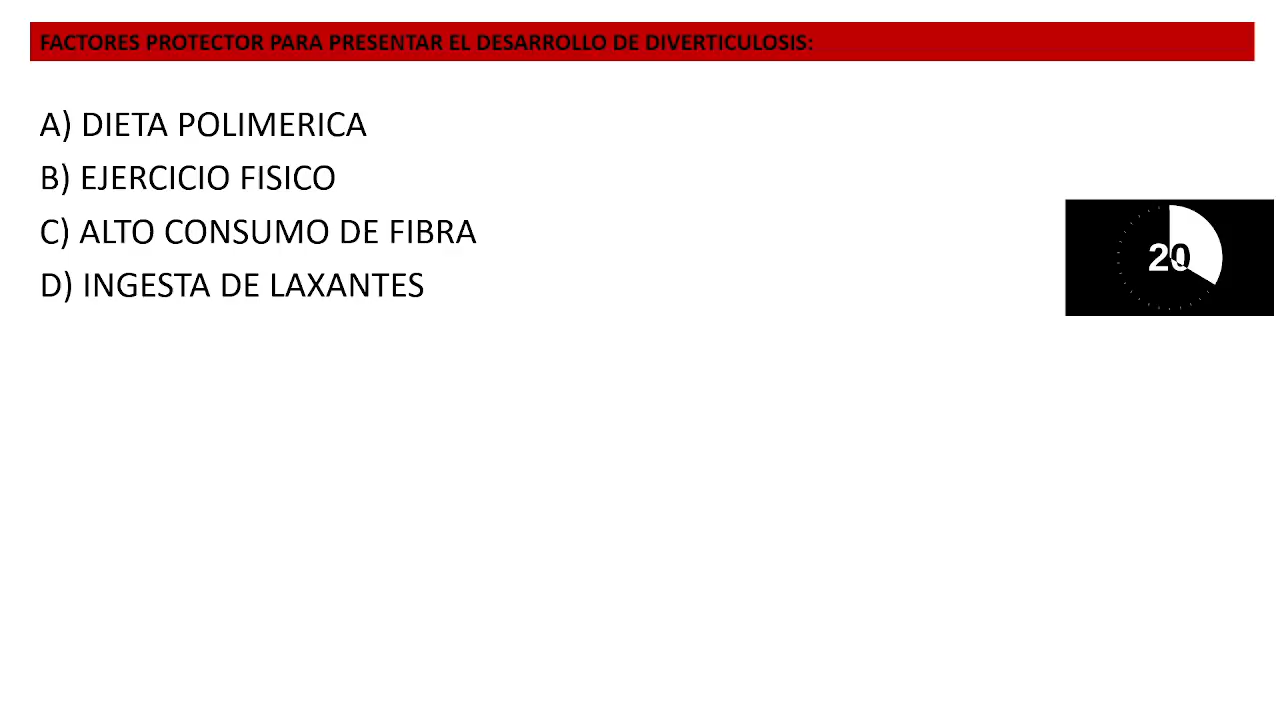 FACTORES PROTECTOR PARA PRESENTAR EL DESARROLLO DE DIVERTICULOSIS:
A) DIETA POLIMERICA
B) EJERCICIO FISICO
C) ALTO CONSUMO DE FIBRA
D) INGESTA DE LAXANTES
20